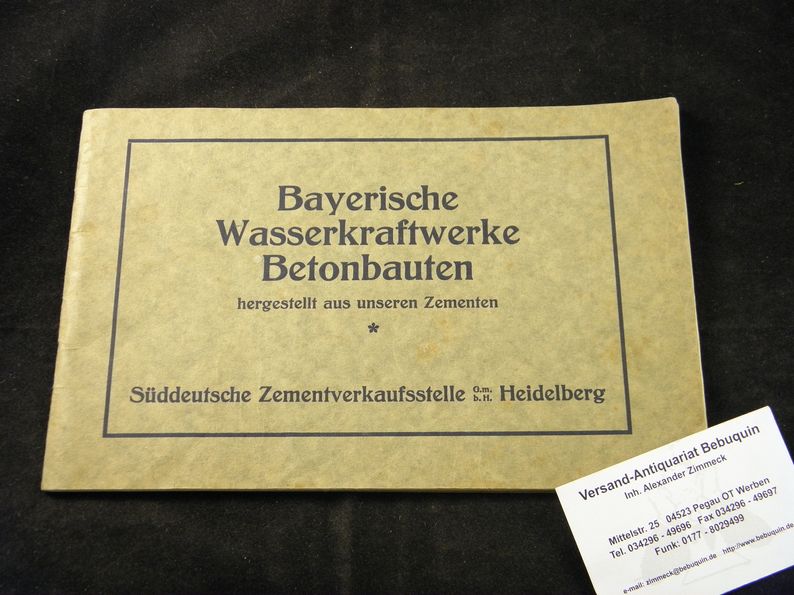 Bayerische
Wasserkraftwerke
Betonbauten
hergestellt aus unseren Zementen
*
Süddeutsche Zementverkaufsstelle G.m.b.H. Heidelberg
Versand-Antiquariat Bebuquin
Inh. Alexander Zimmeck
Mittelstr. 25 04523 Pegau OT Werben
Tel. 034296 - 49696 Fax 034296 - 49697
Funk: 0177 - 8029499
e-mail: zimmeck@bebuquin.de http://www.bebuquin.de